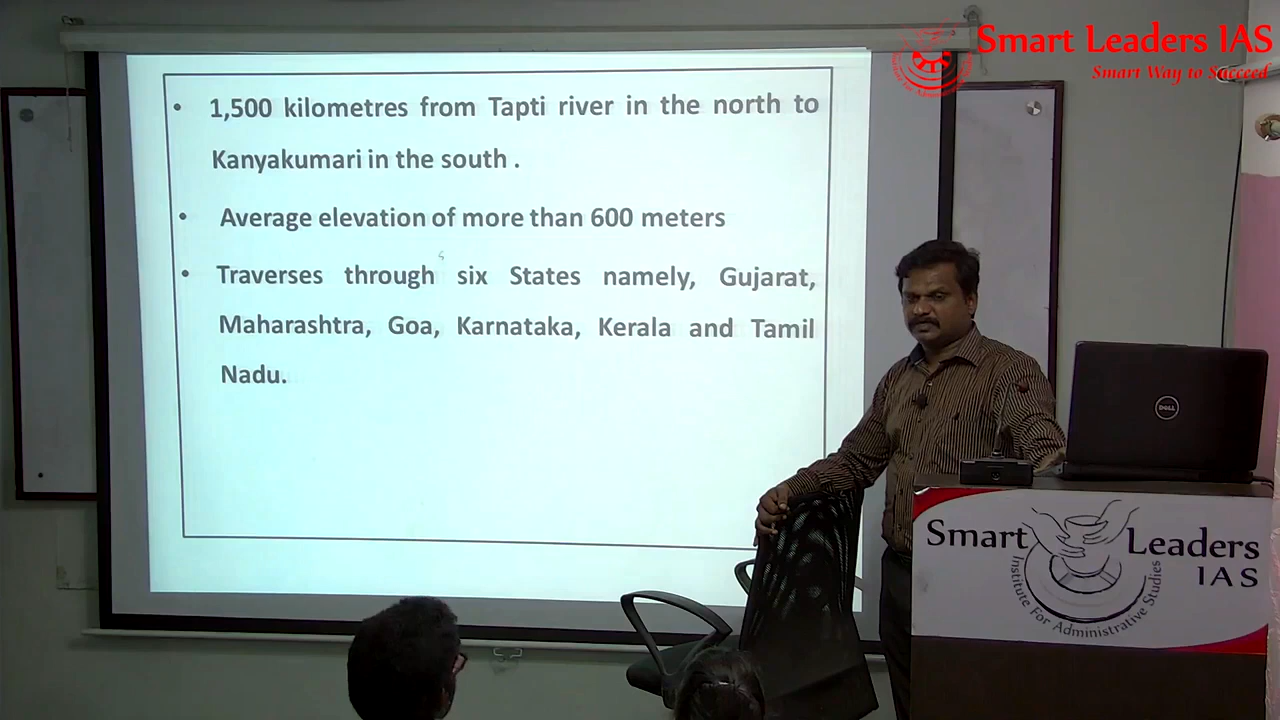 Smart Leaders IAS
Smart Way to Succeed
• 1,500 kilometres from Tapti river in the north to
Kanyakumari in the south .
• Average elevation of more than 600 meters
• Traverses through six States namely, Gujarat,
Maharashtra, Goa, Karnataka, Kerala and Tamil
Nadu.
DELL
Smart Leaders
IAS
Institute For Administrative Studies